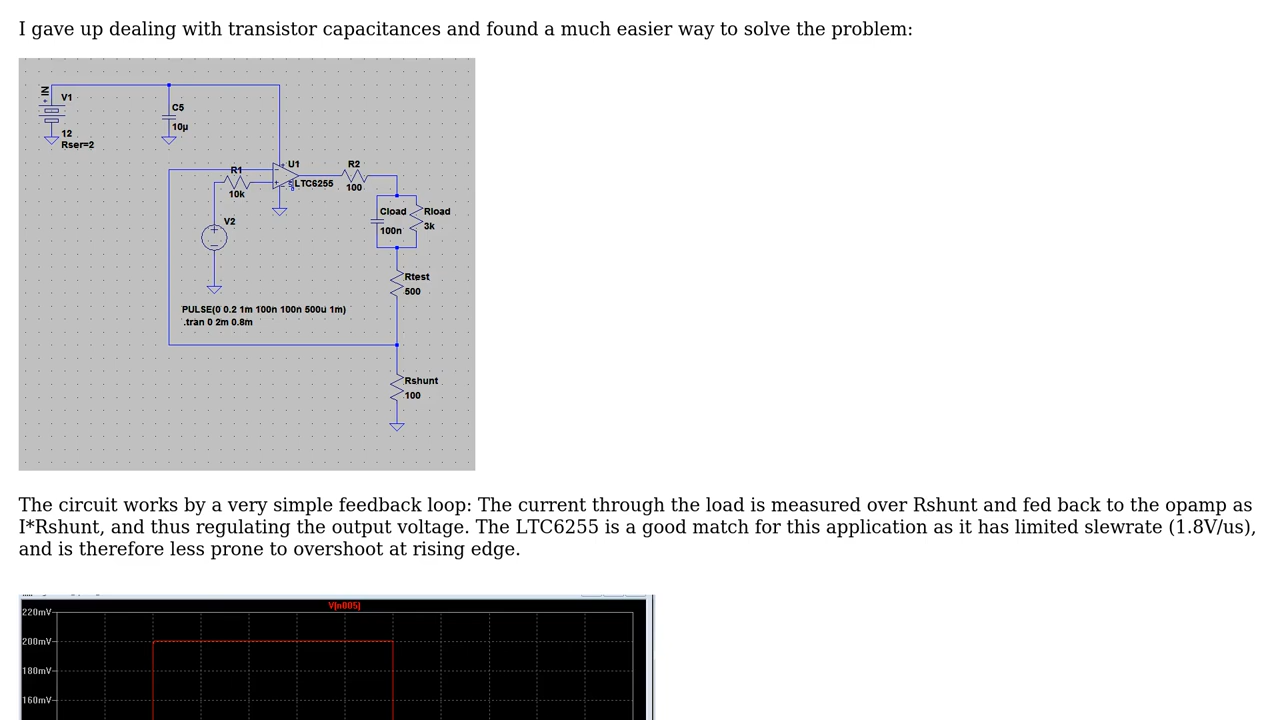 I gave up dealing with transistor capacitances and found a much easier way to solve the problem:
IN
V1
12
Rser=2
C5
10µ
R1
10k
U1
LTC6255
R2
100
V2
Cload
100n
Rload
3k
Rtest
500
PULSE(0 0.2 1m 100n 100n 500u 1m)
.tran 0 2m 0.8m
Rshunt
100
The circuit works by a very simple feedback loop: The current through the load is measured over Rshunt and fed back to the opamp as
I*Rshunt, and thus regulating the output voltage. The LTC6255 is a good match for this application as it has limited slewrate (1.8V/us),
and is therefore less prone to overshoot at rising edge.
V[n005]
220mV
200mV
180mV
160mV